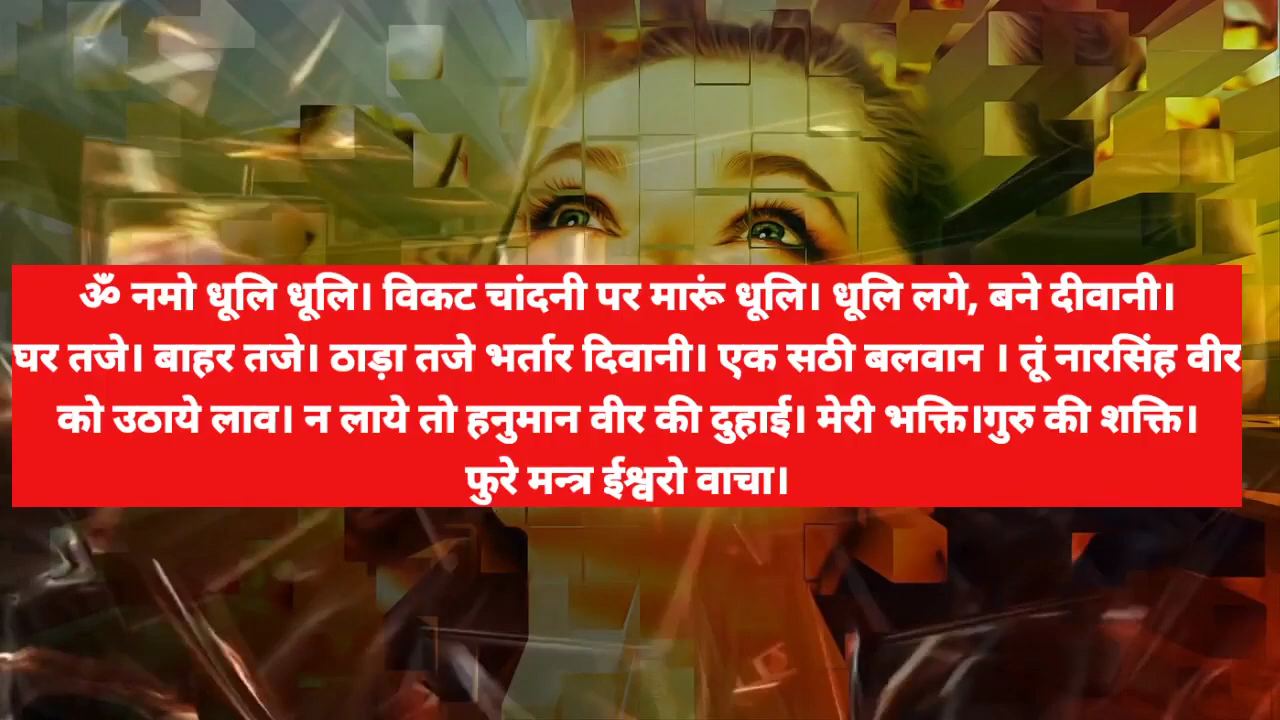 ॐ नमो धूलि धूलि। विकट चांदनी पर मारूं धूलि। धूलि लगे, बने दीवानी।
घर तजे। बाहर तजे। ठाड़ा तजे भर्तार दिवानी। एक सठी बलवान । तूं नारसिंह वीर
को उठाये लाव। न लाये तो हनुमान वीर की दुहाई। मेरी भक्ति।गुरु की शक्ति।
फुरे मन्त्र ईश्वरो वाचा।